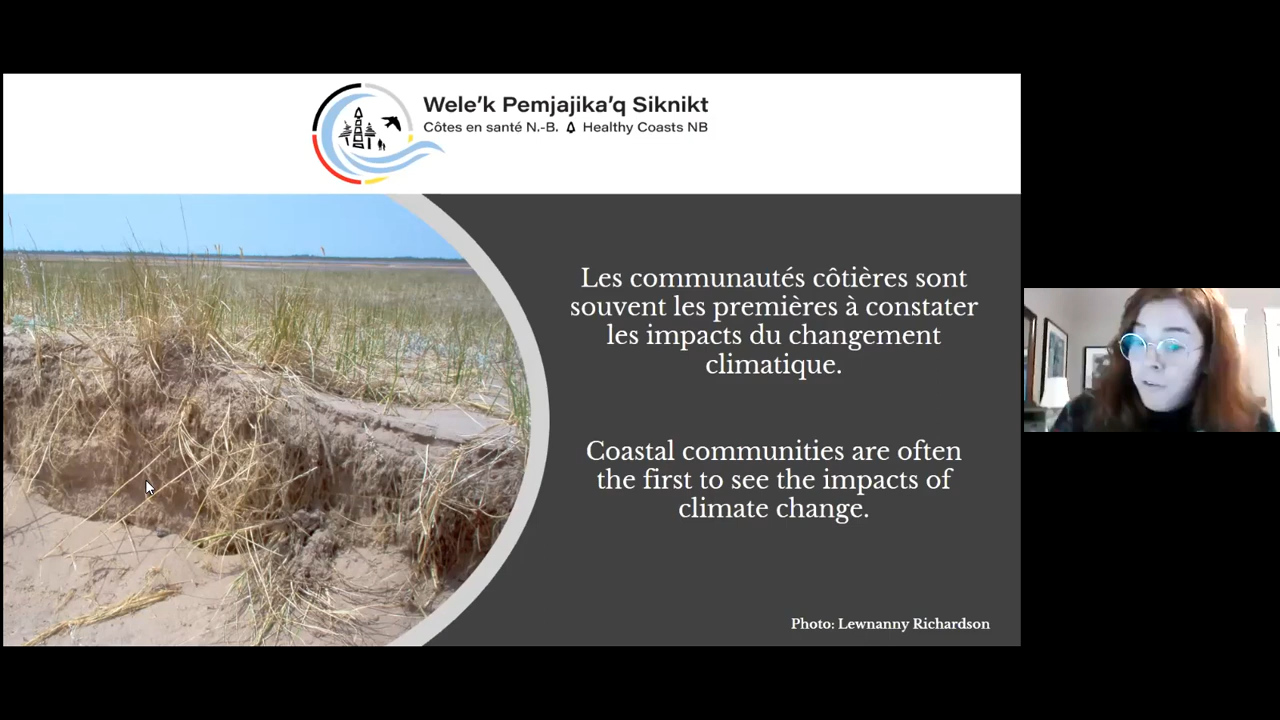 Wele’k Pemjajika’q Siknikt
Côtes en santé N.-B. Healthy Coasts NB
Les communautés côtières sont
souvent les premières à constater
les impacts du changement
climatique.
Coastal communities are often
the first to see the impacts of
climate change.
Photo: Lewnanny Richardson